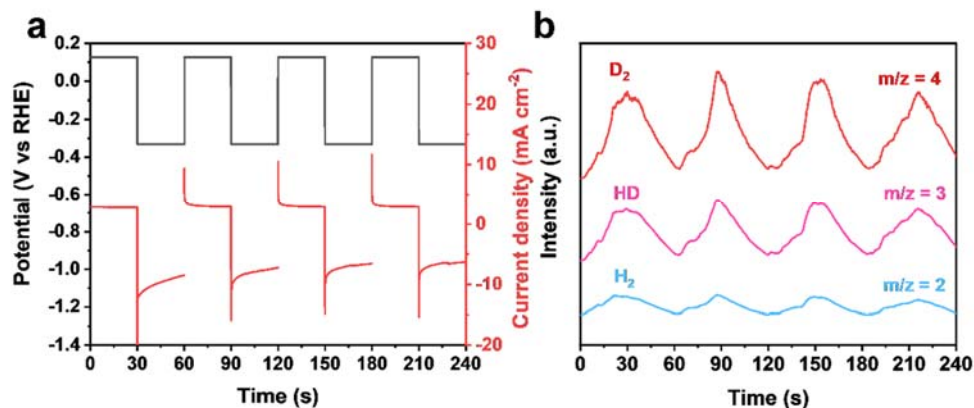 a
0.2
0.0
-0.2
-0.4
-0.6
-0.8
-1.0
-1.2
-1.4
Potential (V vs RHE)
30
20
10
0
-10
-20
Current density (mA cm⁻²)
0 30 60 90 120 150 180 210 240
Time (s)
b
Intensity (a.u.)
D₂
m/z = 4
HD
m/z = 3
H₂
m/z = 2
0 30 60 90 120 150 180 210 240
Time (s)